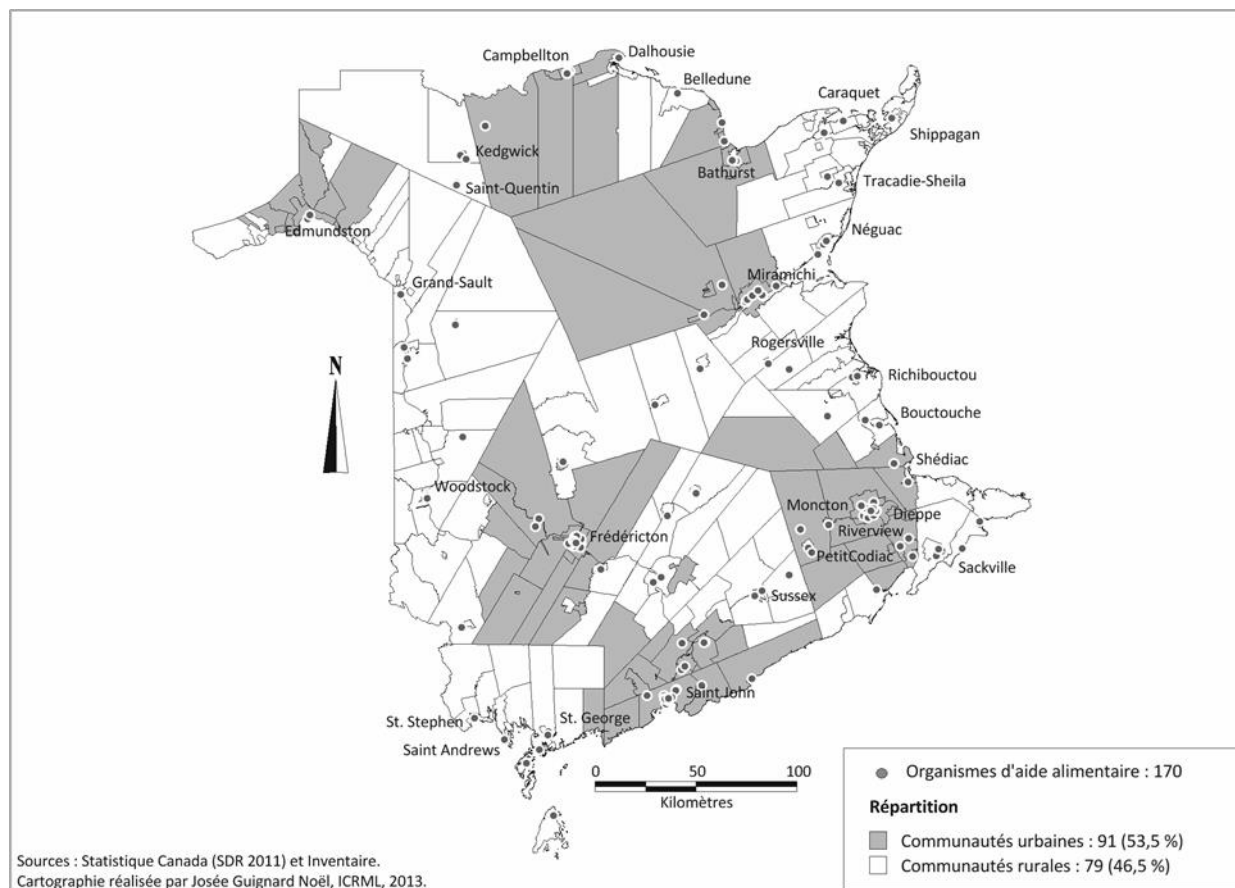 Campbellton
Dalhousie
Belledune
Caraquet
Shippagan
Kedgwick
Bathurst
Saint-Quentin
Tracadie-Sheila
Edmundston
Néguac
Miramichi
Grand-Sault
Rogersville
N
Richibouctou
Bouctouche
Shédiac
Woodstock
Moncton
Dieppe
Riverview
Frédéricton
PetitCodiac
Sackville
Sussex
Saint John
St. Stephen
St. George
Saint Andrews
0 50 100
Kilomètres
Organismes d'aide alimentaire : 170
Répartition
Communautés urbaines : 91 (53,5 %)
Communautés rurales : 79 (46,5 %)
Sources : Statistique Canada (SDR 2011) et Inventaire.
Cartographie réalisée par Josée Guignard Noël, ICRML, 2013.